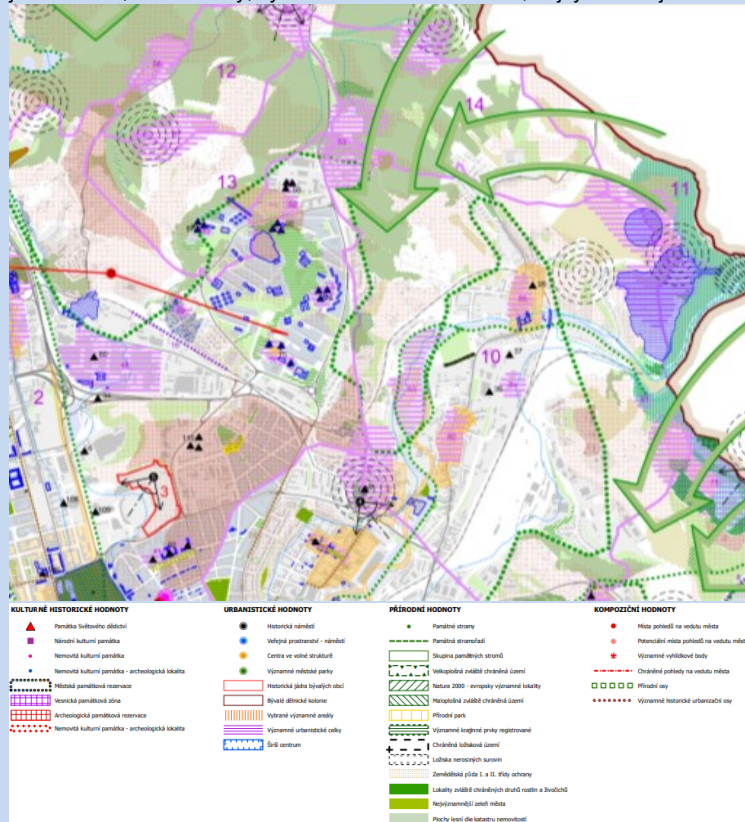 12
14
13
11
10
2
3
KULTURNĚ HISTORICKÉ HODNOTY
Památka Světového dědictví
Národní kulturní památka
Nemovitá kulturní památka
Nemovitá kulturní památka - archeologická lokalita
Městská památková rezervace
Vesnická památková zóna
Archeologická památková rezervace
Nemovitá kulturní památka - archeologická lokalita
URBANISTICKÉ HODNOTY
Historická náměstí
Veřejná prostranství - náměstí
Centra ve volné struktuře
Významné městské parky
Historická jádra bývalých obcí
Bývalé dělnické kolonie
Vybrané významné areály
Významné urbanistické celky
Širší centrum
PŘÍRODNÍ HODNOTY
Památné stromy
Památná stromořadí
Skupina památných stromů
Velkoplošná zvláště chráněná území
Natura 2000 - evropsky významné lokality
Maloplošná zvláště chráněná území
Přírodní park
Významné krajinné prvky registrované
Chráněná ložisková území
Ložiska nerostných surovin
Zemědělská půda I. a II. třídy ochrany
Lokality zvláště chráněných druhů rostlin a živočichů
Nejvýznamnější zeleň města
Plochy lesní dle katastru nemovitostí
KOMPOZIČNÍ HODNOTY
Místa pohledů na vedutu města
Potenciální místa pohledů na vedutu měst
Významné vyhlídkové body
Chráněné pohledy na vedutu města
Přírodní osy
Významné historické urbanizační osy